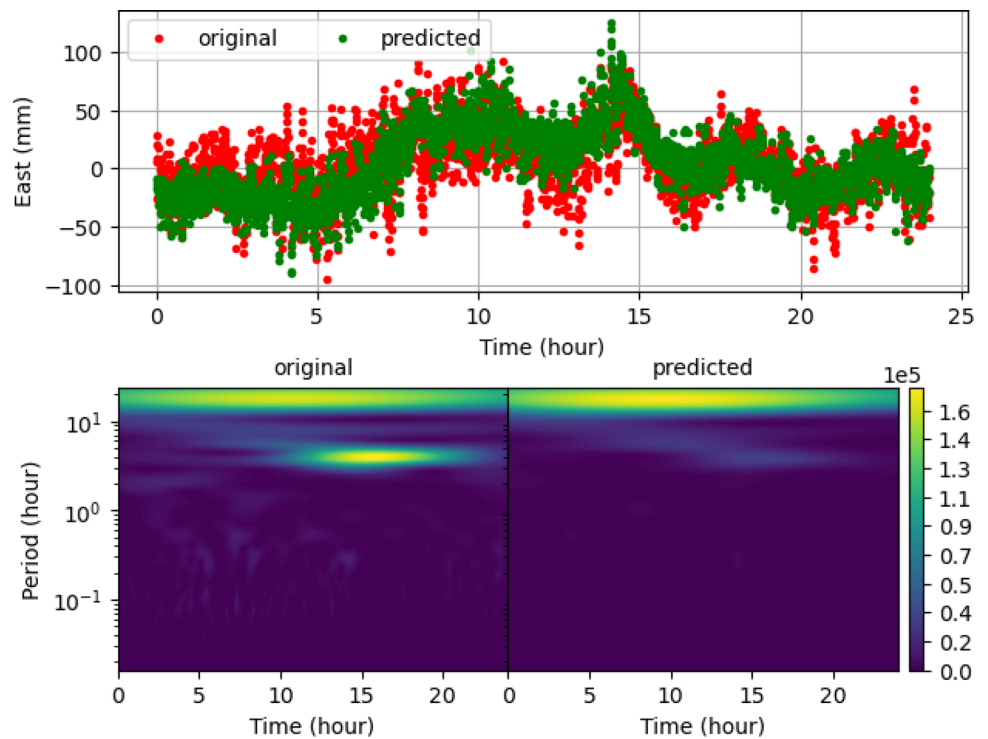 original predicted
East (mm)
100
50
0
−50
−100
0 5 10 15 20 25
Time (hour)
original predicted
1e5
Period (hour)
10¹
10⁰
10⁻¹
1.6
1.4
1.3
1.1
0.9
0.7
0.5
0.4
0.2
0.0
0 5 10 15 20 0 5 10 15 20
Time (hour) Time (hour)